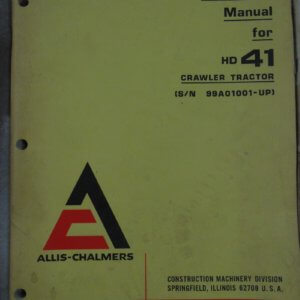 Manual
for
HD 41
CRAWLER TRACTOR
(S/N 99A01001-UP)
ALLIS-CHALMERS
CONSTRUCTION MACHINERY DIVISION
SPRINGFIELD, ILLINOIS 62708 U. S. A.